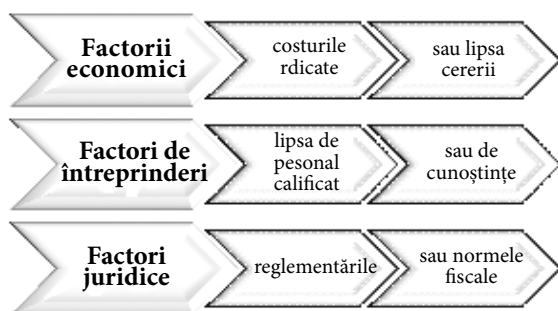 Factorii
economici
costurile
rdicate
sau lipsa
cererii
Factori de
întreprinderi
lipsa de
pesonal
calificat
sau de
cunoștințe
Factori
juridice
reglementările
sau normele
fiscale